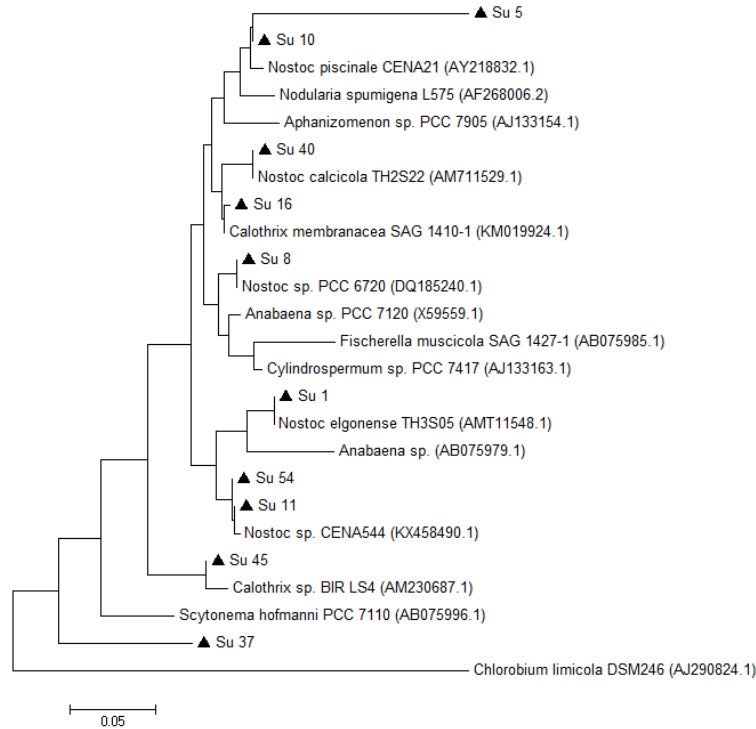 Su 5
Su 10
Nostoc piscinale CENA21 (AY218832.1)
Nodularia spumigena L575 (AF268006.2)
Aphanizomenon sp. PCC 7905 (AJ133154.1)
Su 40
Nostoc calcicola TH2S22 (AM711529.1)
Su 16
Calothrix membranacea SAG 1410-1 (KM019924.1)
Su 8
Nostoc sp. PCC 6720 (DQ185240.1)
Anabaena sp. PCC 7120 (X59559.1)
Fischerella muscicola SAG 1427-1 (AB075985.1)
Cylindrospermum sp. PCC 7417 (AJ133163.1)
Su 1
Nostoc elgonense TH3S05 (AMT11548.1)
Anabaena sp. (AB075979.1)
Su 54
Su 11
Nostoc sp. CENA544 (KX458490.1)
Su 45
Calothrix sp. BIR LS4 (AM230687.1)
Scytonema hofmanni PCC 7110 (AB075996.1)
Su 37
Chlorobium limicola DSM246 (AJ290824.1)
0.05